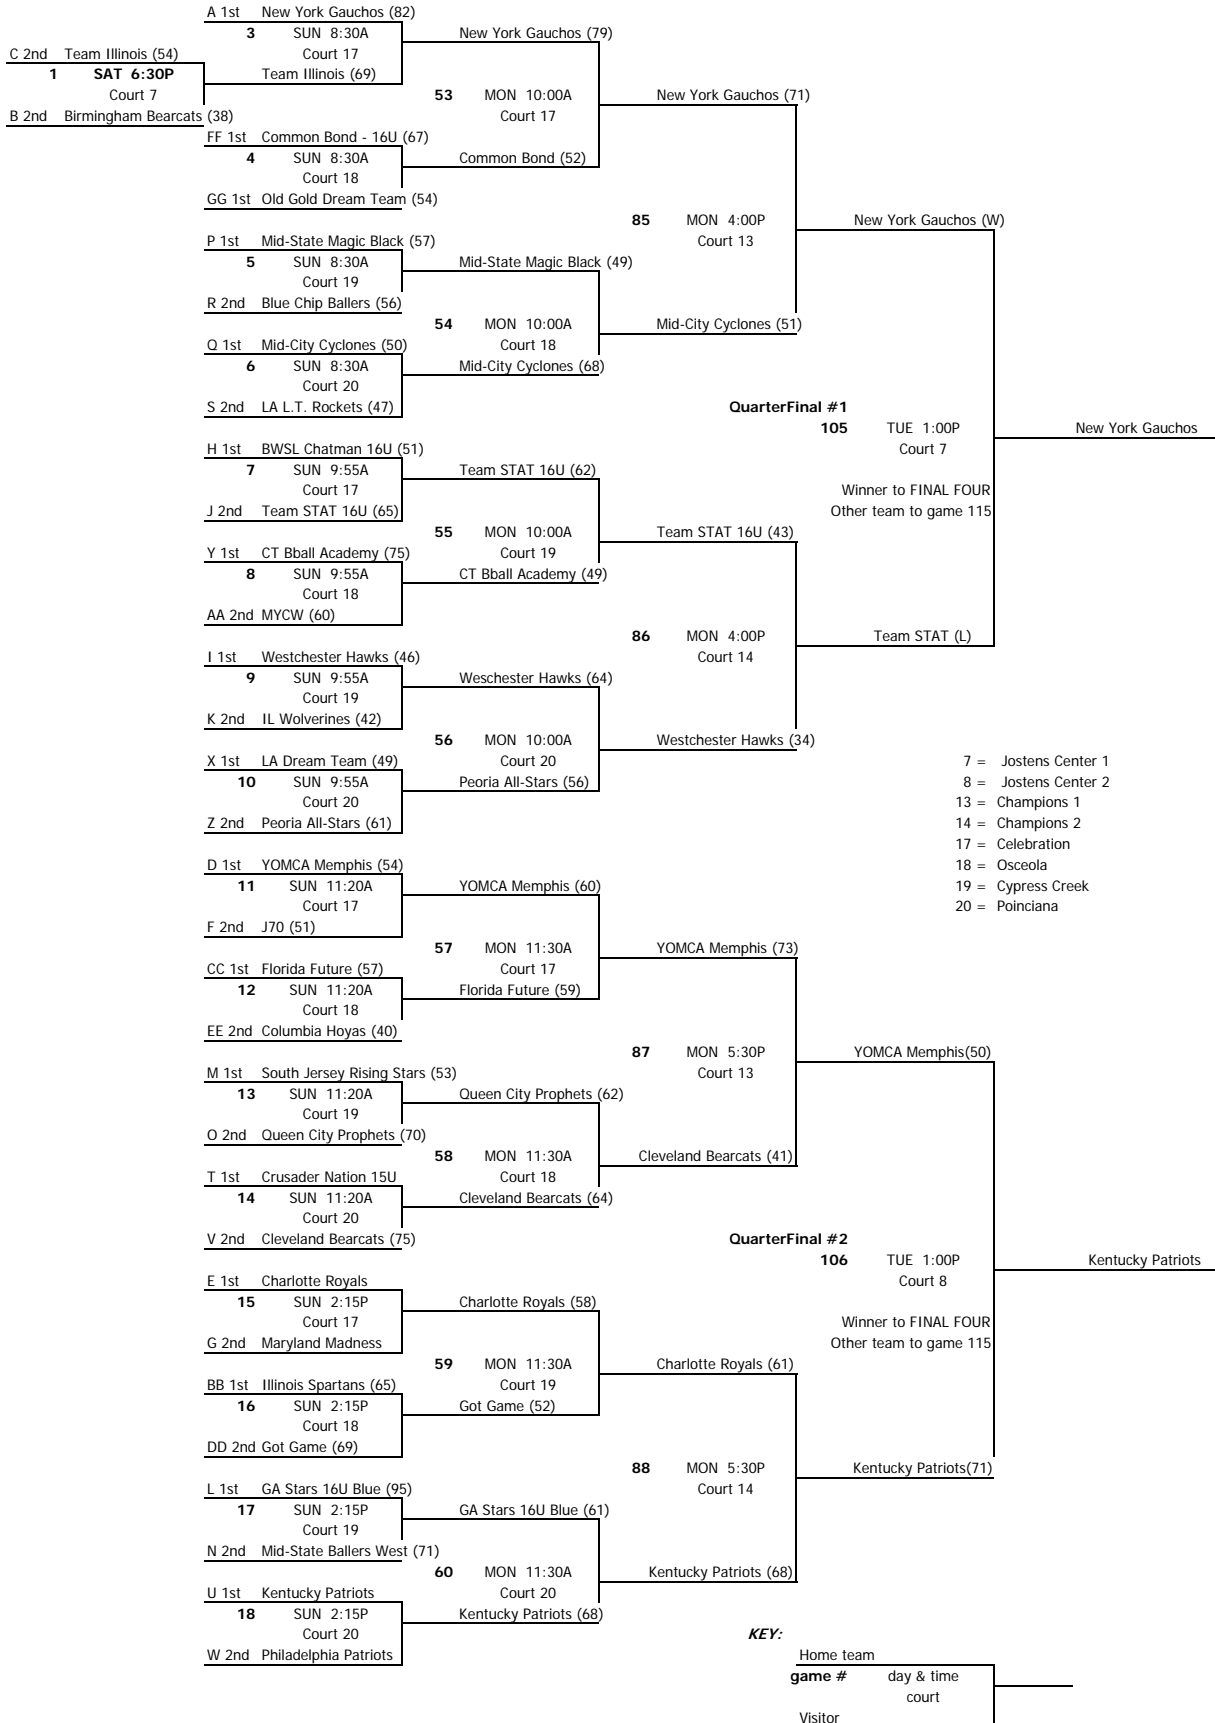 A 1st New York Gauchos (82)
3 SUN 8:30A New York Gauchos (79)
C 2nd Team Illinois (54) Court 17
1 SAT 6:30P Team Illinois (69)
Court 7 53 MON 10:00A New York Gauchos (71)
B 2nd Birmingham Bearcats (38) Court 17
FF 1st Common Bond - 16U (67)
4 SUN 8:30A Common Bond (52)
Court 18
GG 1st Old Gold Dream Team (54)
85 MON 4:00P New York Gauchos (W)
P 1st Mid-State Magic Black (57) Court 13
5 SUN 8:30A Mid-State Magic Black (49)
Court 19
R 2nd Blue Chip Ballers (56)
54 MON 10:00A Mid-City Cyclones (51)
Q 1st Mid-City Cyclones (50) Court 18
6 SUN 8:30A Mid-City Cyclones (68)
Court 20
S 2nd LA L.T. Rockets (47) QuarterFinal #1
105 TUE 1:00P New York Gauchos
H 1st BWSL Chatman 16U (51) Court 7
7 SUN 9:55A Team STAT 16U (62)
Court 17 Winner to FINAL FOUR
J 2nd Team STAT 16U (65) Other team to game 115
55 MON 10:00A Team STAT 16U (43)
Y 1st CT Bball Academy (75) Court 19
8 SUN 9:55A CT Bball Academy (49)
Court 18
AA 2nd MYCW (60)
86 MON 4:00P Team STAT (L)
I 1st Westchester Hawks (46) Court 14
9 SUN 9:55A Weschester Hawks (64)
Court 19
K 2nd IL Wolverines (42)
56 MON 10:00A Westchester Hawks (34)
X 1st LA Dream Team (49) Court 20 7 = Jostens Center 1
10 SUN 9:55A Peoria All-Stars (56) 8 = Jostens Center 2
Court 20 13 = Champions 1
Z 2nd Peoria All-Stars (61) 14 = Champions 2
17 = Celebration
D 1st YOMCA Memphis (54) 18 = Osceola
11 SUN 11:20A YOMCA Memphis (60) 19 = Cypress Creek
Court 17 20 = Poinciana
F 2nd J70 (51)
57 MON 11:30A YOMCA Memphis (73)
CC 1st Florida Future (57) Court 17
12 SUN 11:20A Florida Future (59)
Court 18
EE 2nd Columbia Hoyas (40)
87 MON 5:30P YOMCA Memphis(50)
M 1st South Jersey Rising Stars (53) Court 13
13 SUN 11:20A Queen City Prophets (62)
Court 19
O 2nd Queen City Prophets (70)
58 MON 11:30A Cleveland Bearcats (41)
T 1st Crusader Nation 15U Court 18
14 SUN 11:20A Cleveland Bearcats (64)
Court 20
V 2nd Cleveland Bearcats (75) QuarterFinal #2
106 TUE 1:00P Kentucky Patriots
E 1st Charlotte Royals Court 8
15 SUN 2:15P Charlotte Royals (58)
Court 17 Winner to FINAL FOUR
G 2nd Maryland Madness Other team to game 115
59 MON 11:30A Charlotte Royals (61)
BB 1st Illinois Spartans (65) Court 19
16 SUN 2:15P Got Game (52)
Court 18
DD 2nd Got Game (69)
88 MON 5:30P Kentucky Patriots(71)
L 1st GA Stars 16U Blue (95) Court 14
17 SUN 2:15P GA Stars 16U Blue (61)
Court 19
N 2nd Mid-State Ballers West (71)
60 MON 11:30A Kentucky Patriots (68)
U 1st Kentucky Patriots Court 20
18 SUN 2:15P Kentucky Patriots (68)
Court 20 KEY:
W 2nd Philadelphia Patriots Home team
game # day & time
court
Visitor